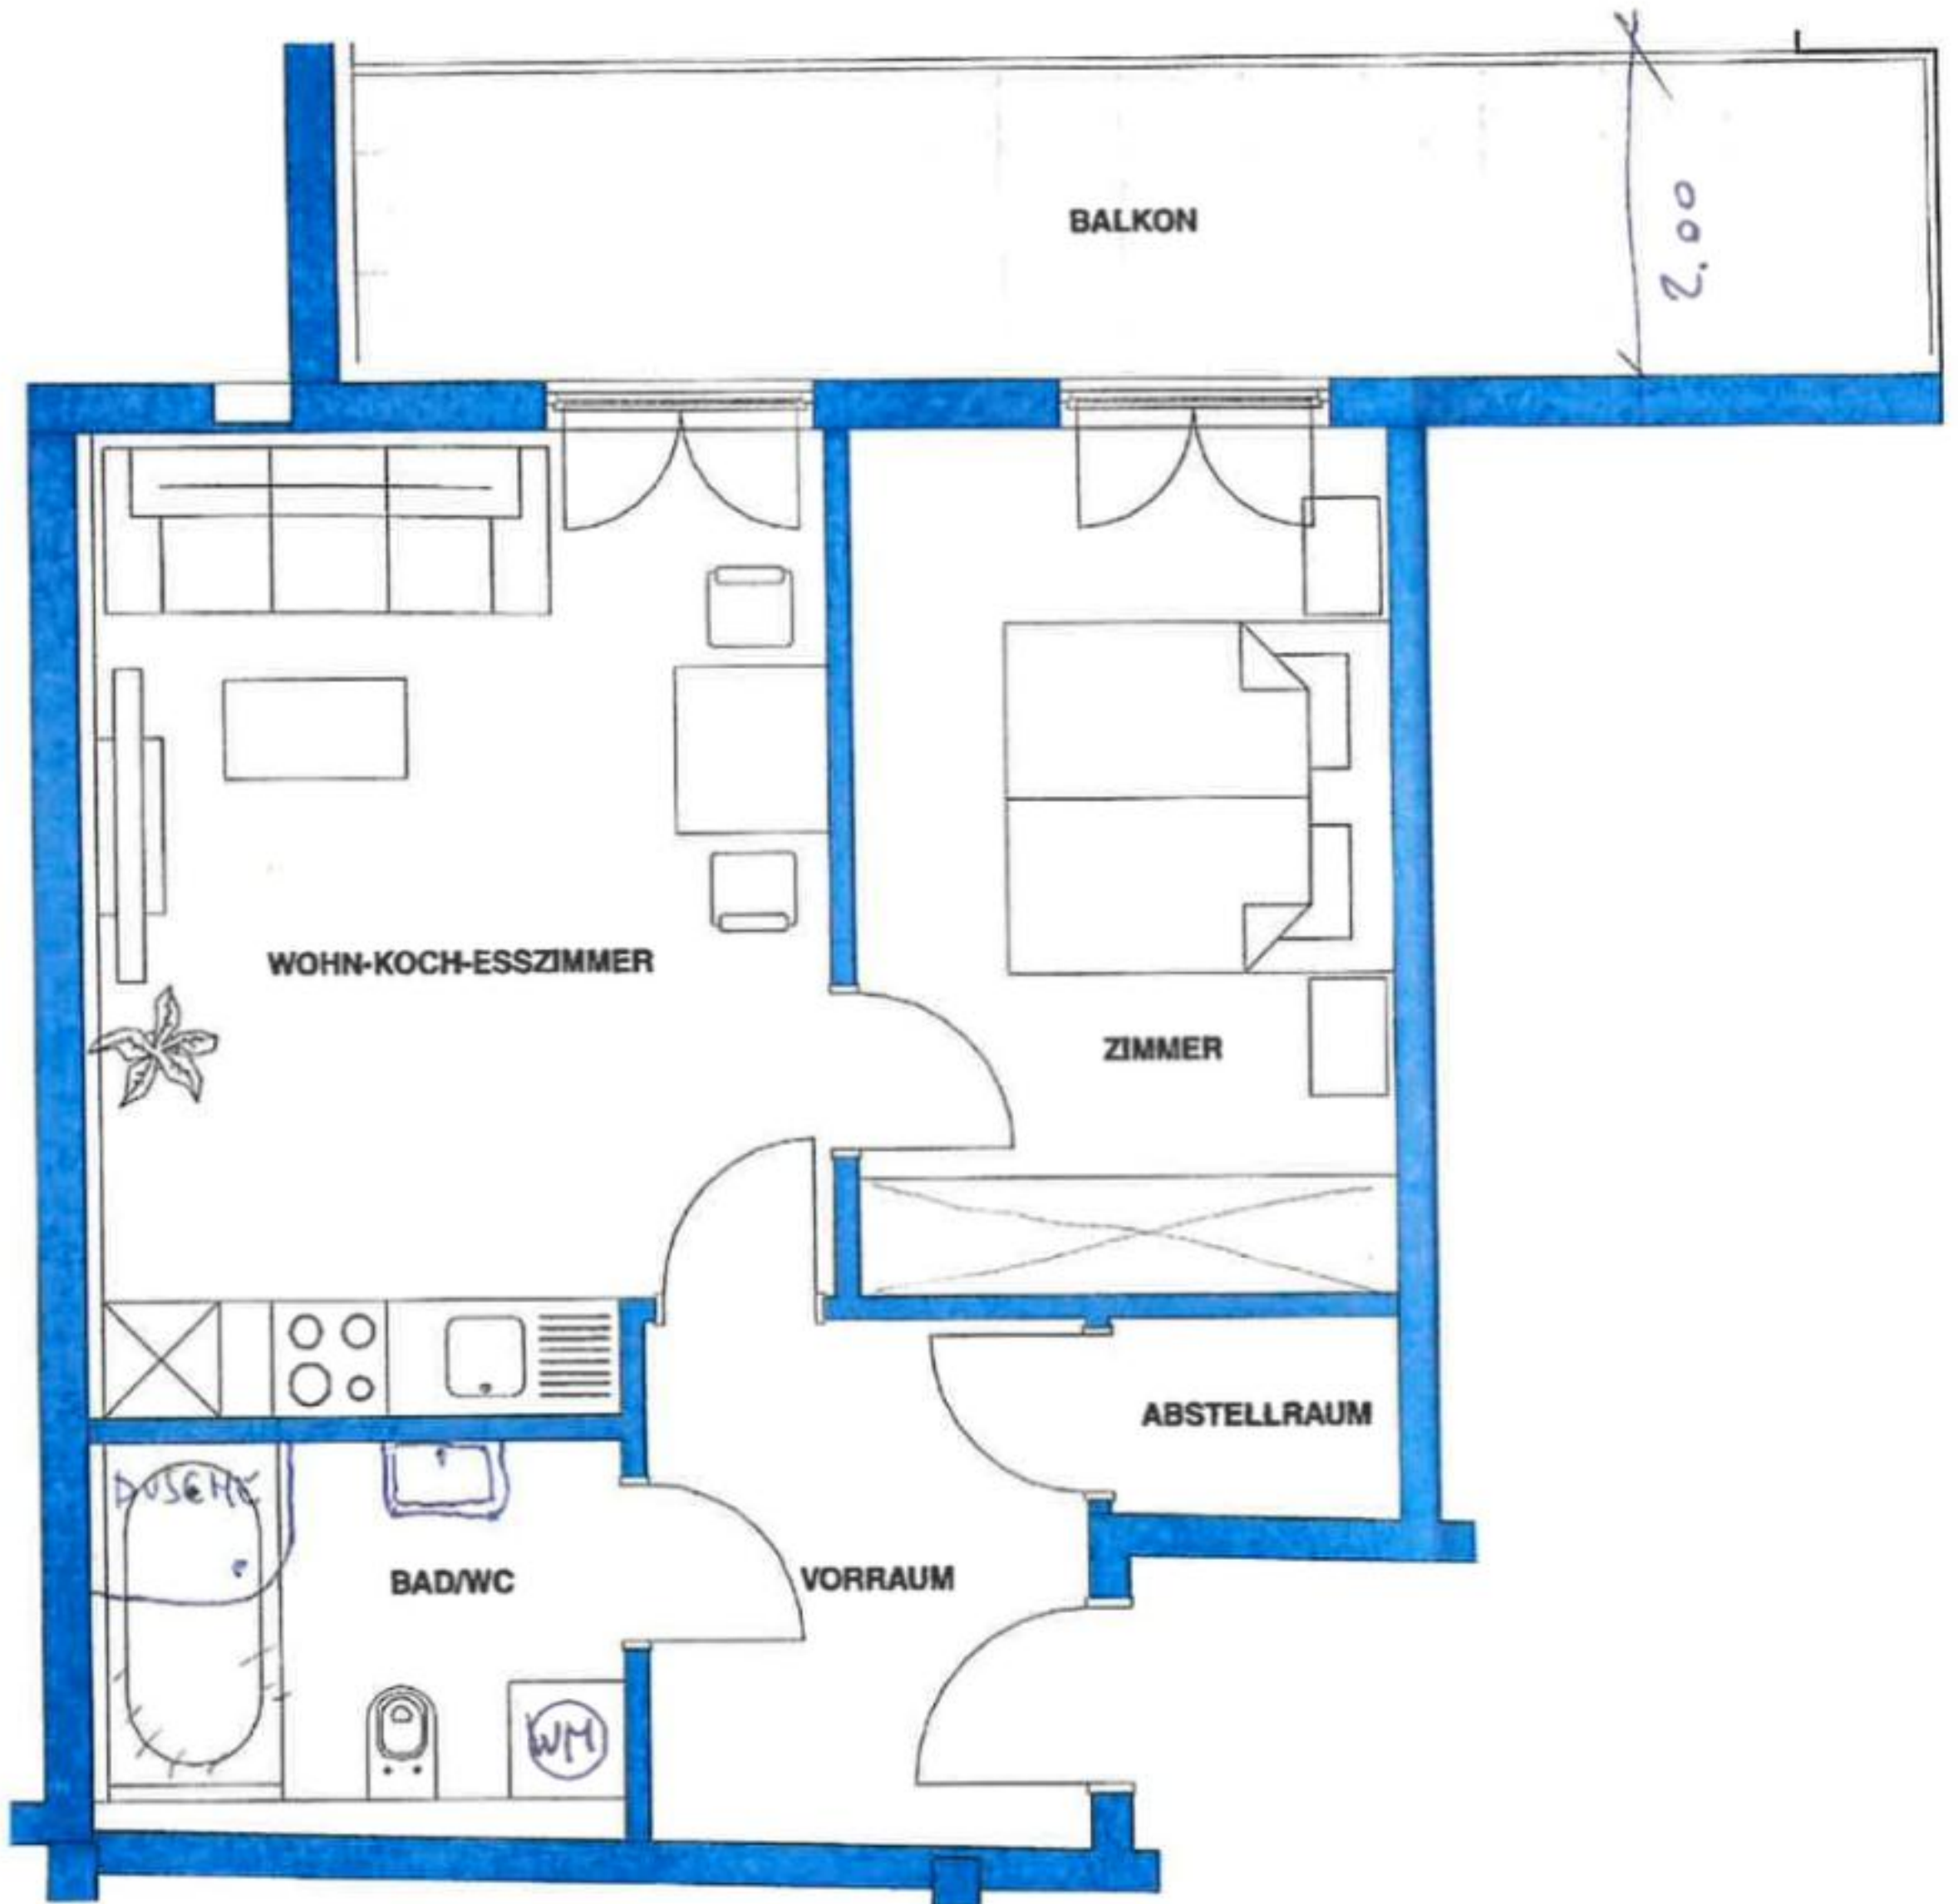 BALKON
2.00
WOHN-KOCH-ESSZIMMER
ZIMMER
ABSTELLRAUM
DUSCHE
BAD/WC
VORRAUM
WM